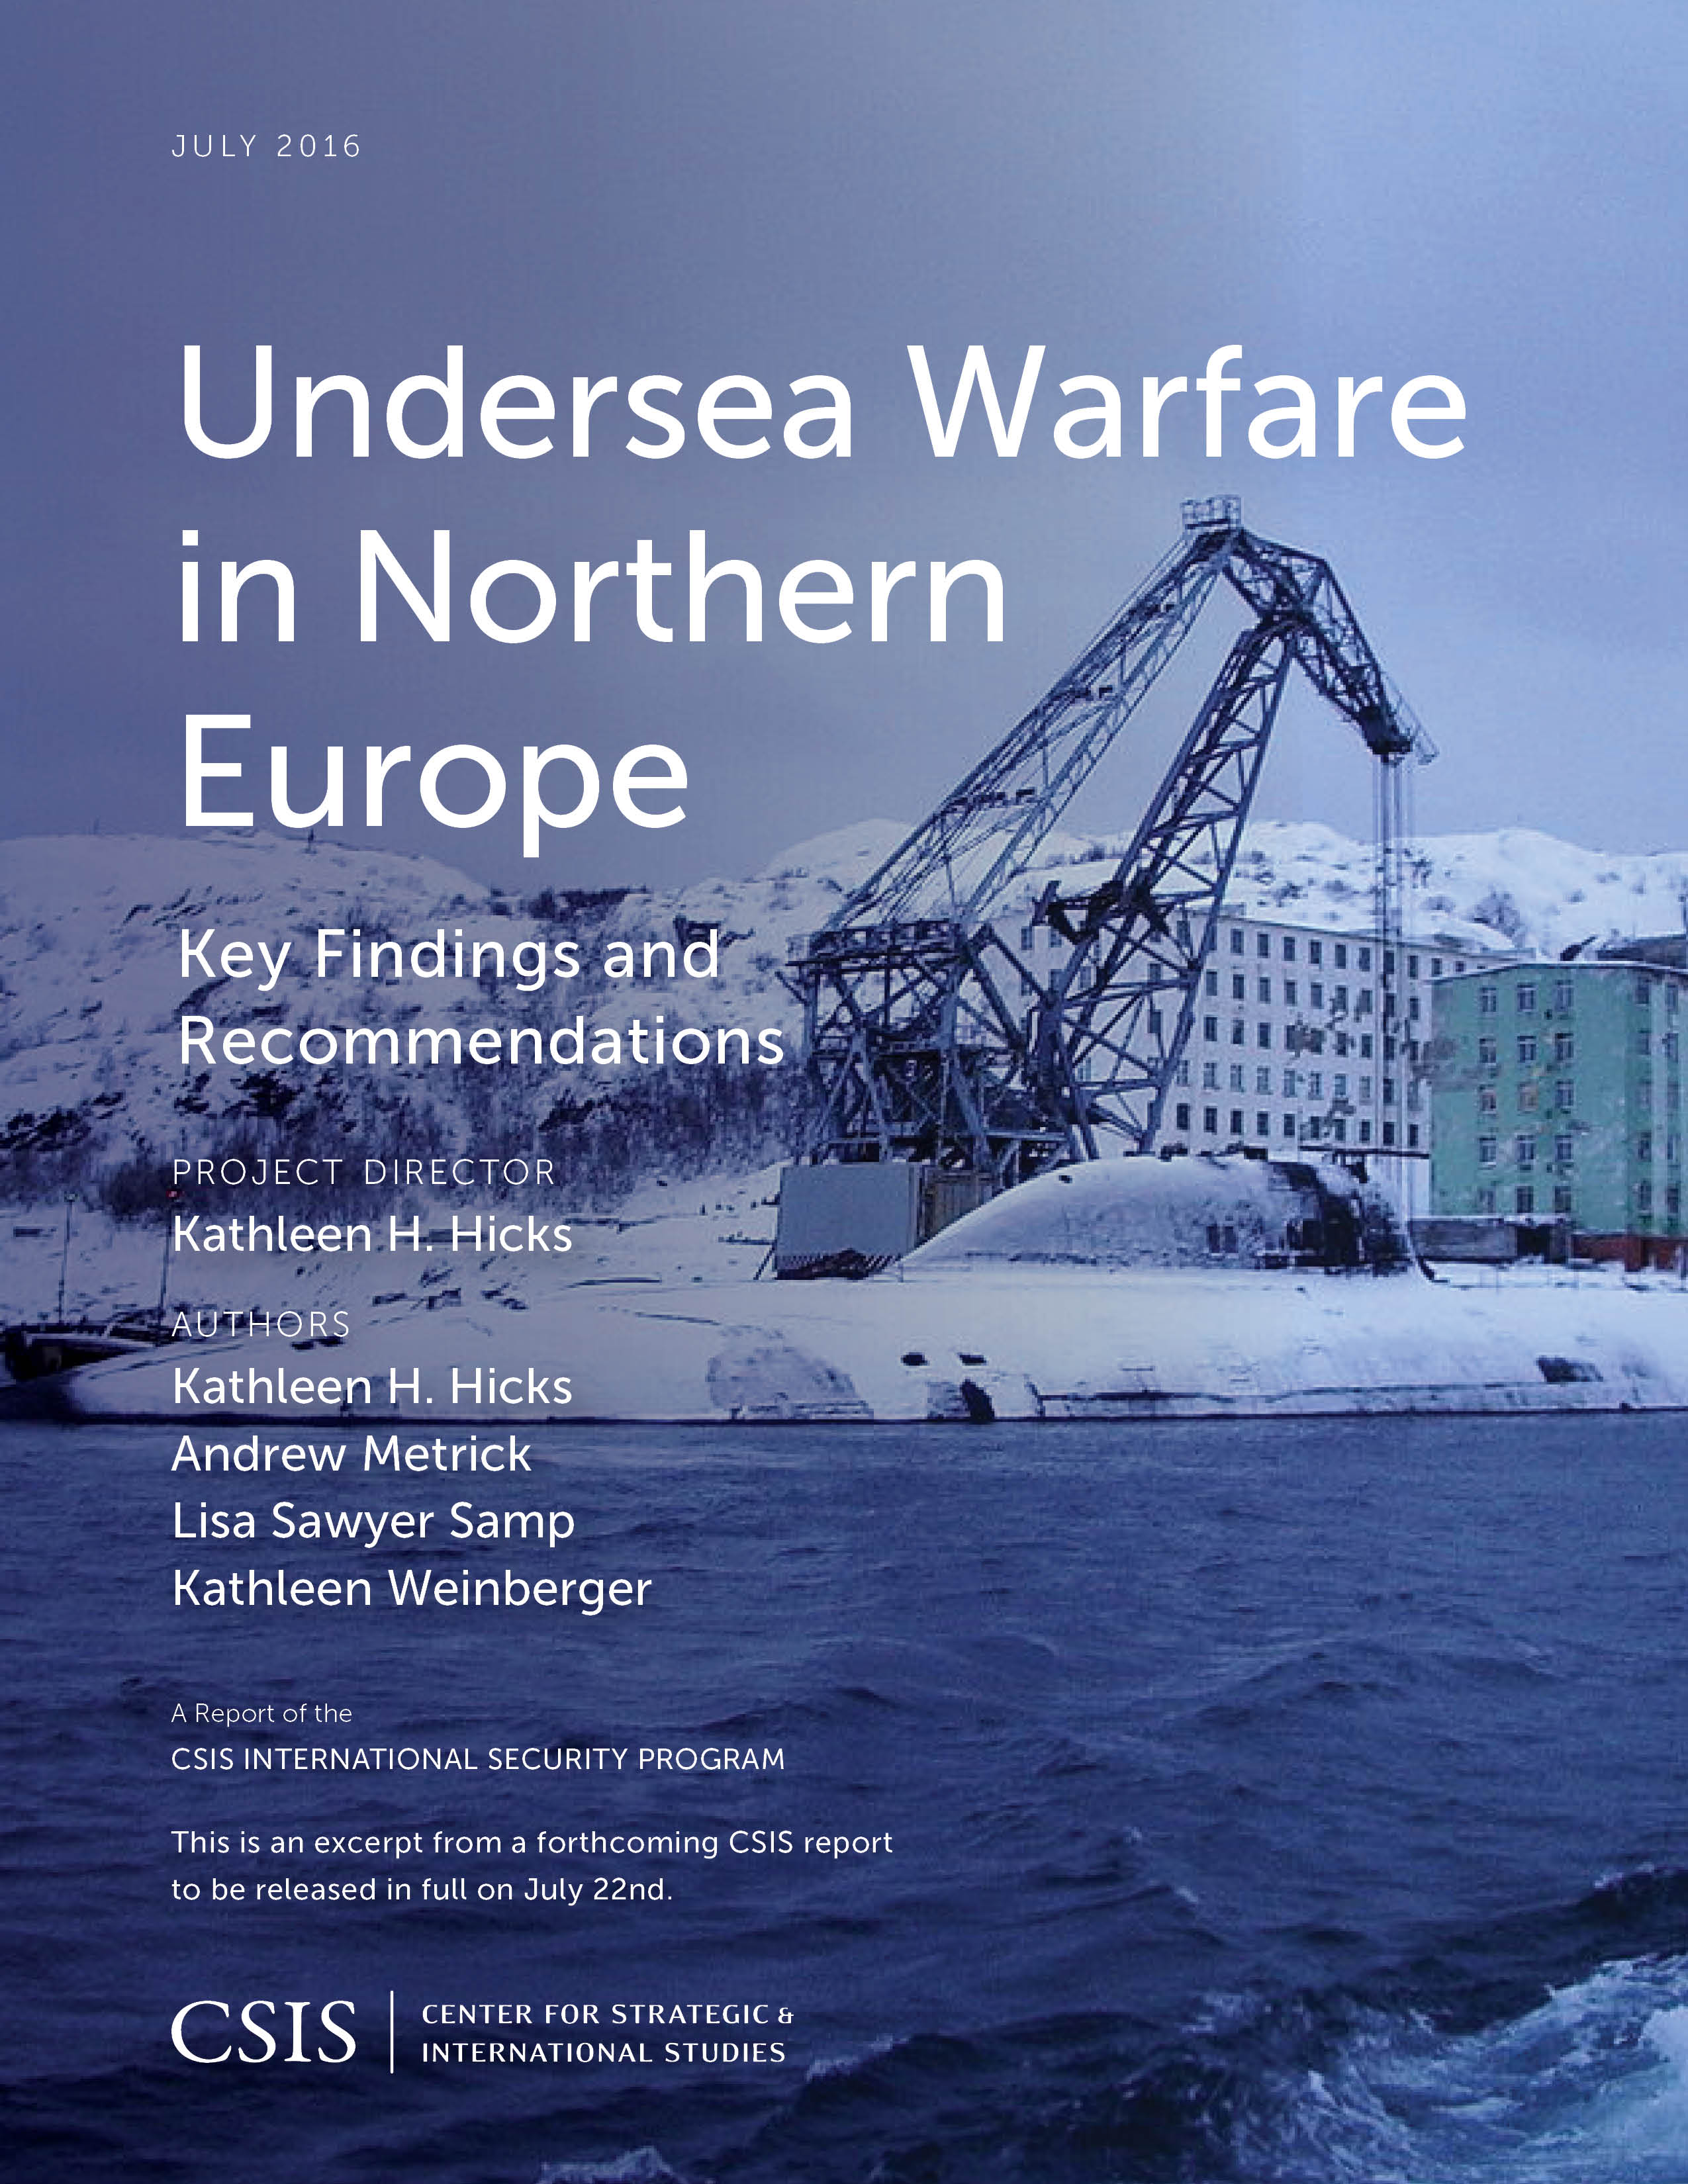 JULY 2016
Undersea Warfare
in Northern
Europe
Key Findings and
Recommendations
PROJECT DIRECTOR
Kathleen H. Hicks
AUTHORS
Kathleen H. Hicks
Andrew Metrick
Lisa Sawyer Samp
Kathleen Weinberger
A Report of the
CSIS INTERNATIONAL SECURITY PROGRAM
This is an excerpt from a forthcoming CSIS report
to be released in full on July 22nd.
CSIS | CENTER FOR STRATEGIC &
INTERNATIONAL STUDIES